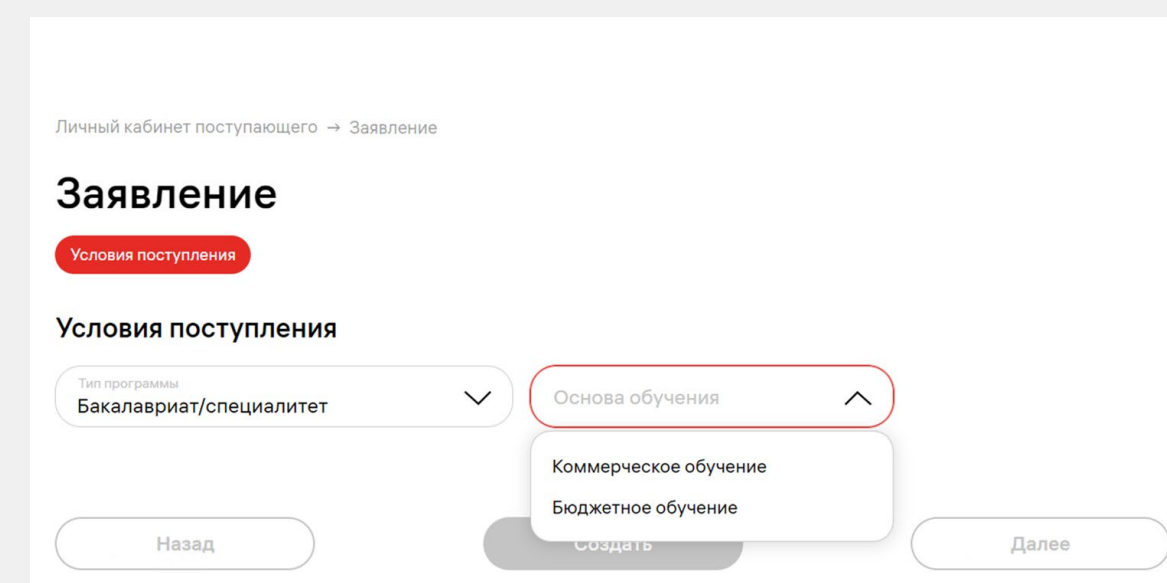 Личный кабинет поступающего → Заявление
Заявление
Условия поступления
Условия поступления
Тип программы
Бакалавриат/специалитет
Основа обучения
Коммерческое обучение
Бюджетное обучение
Назад
Создать
Далее